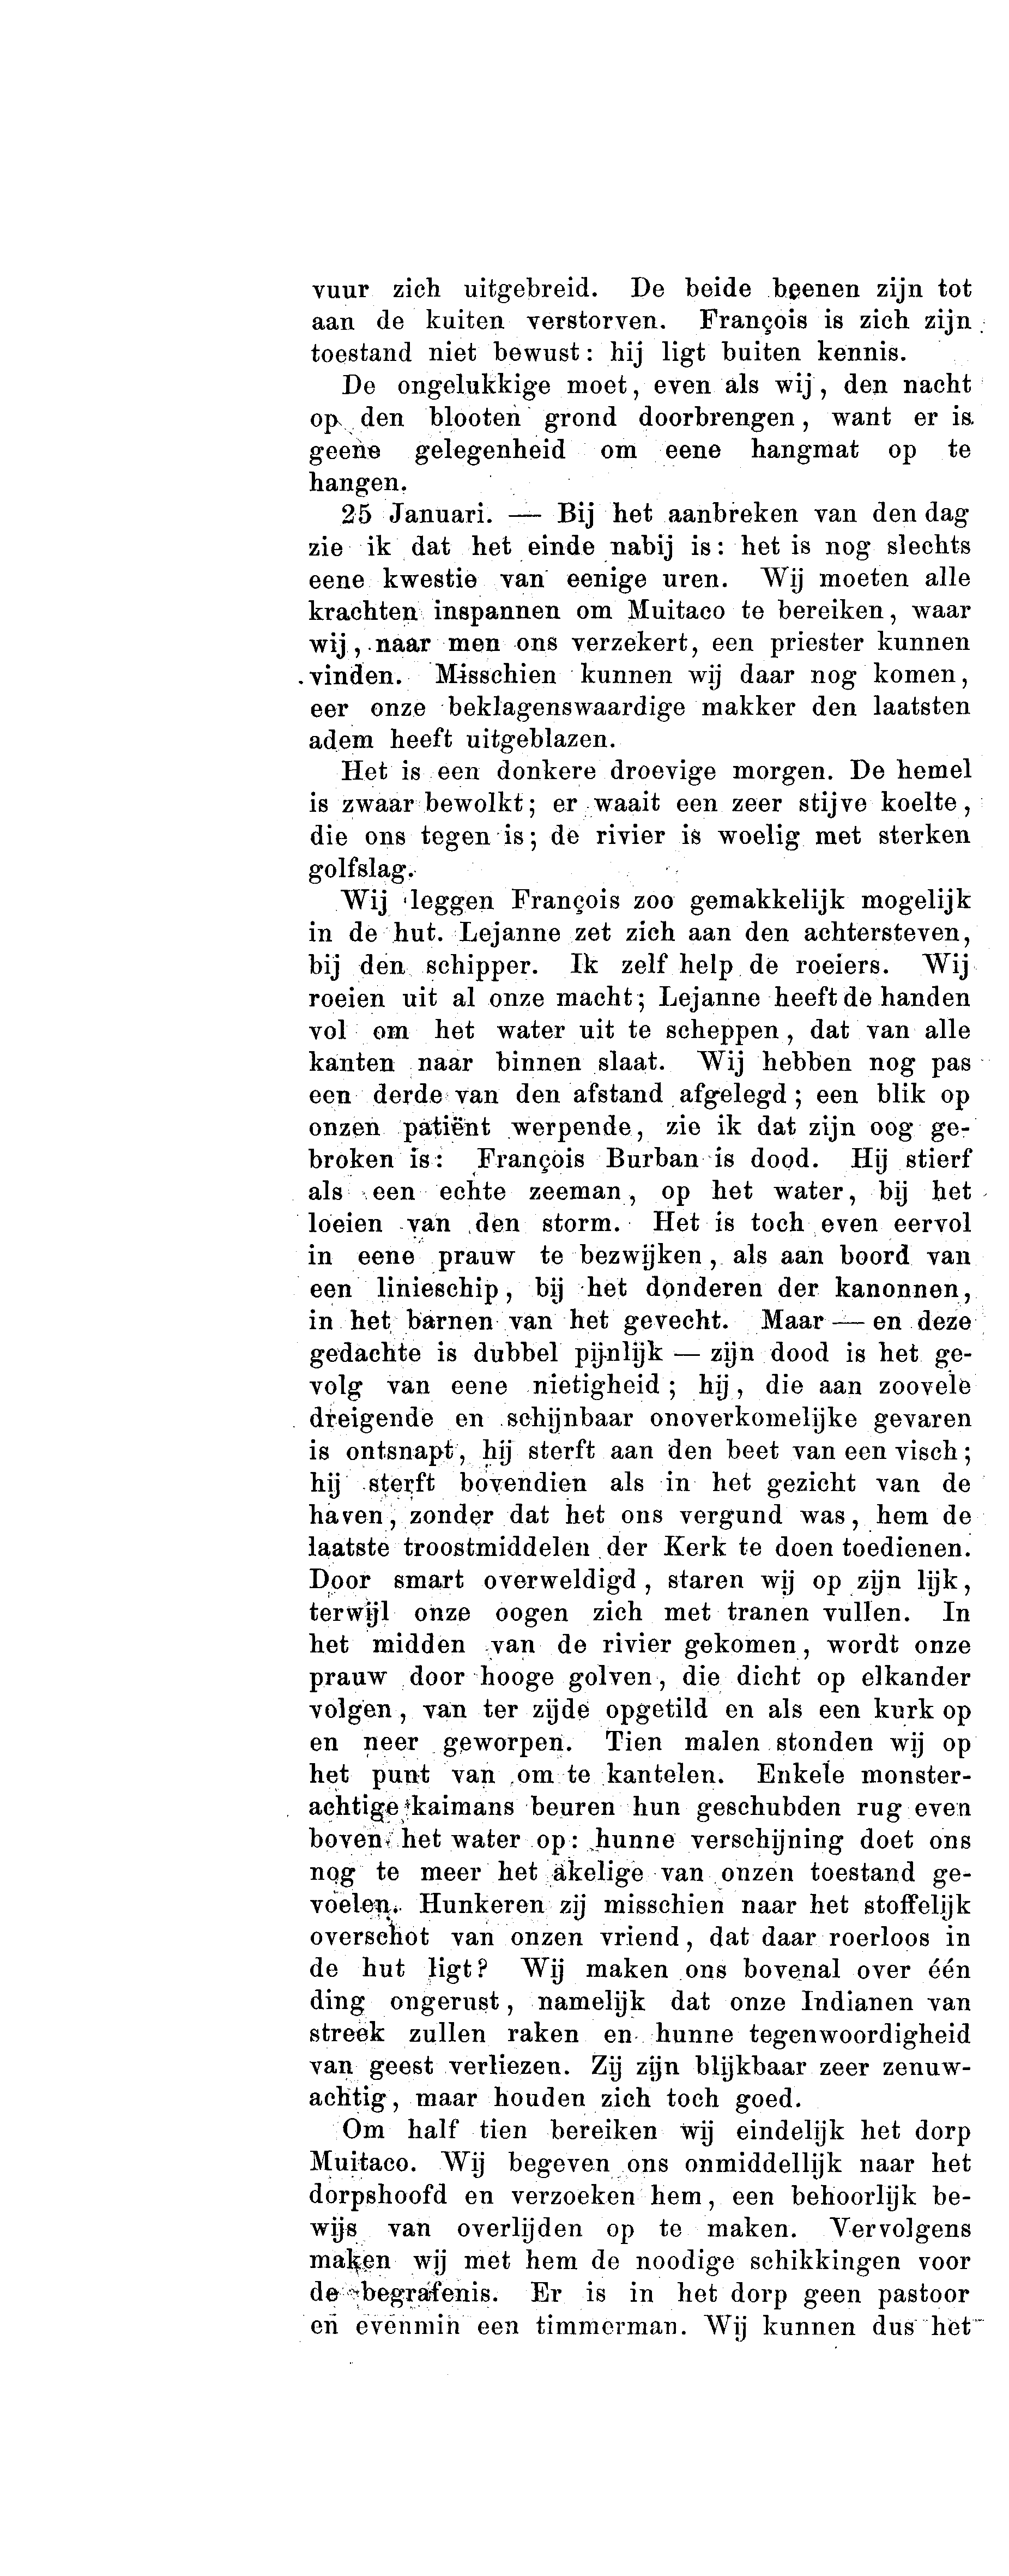 vuur zich uitgebreid. De beide beenen zijn tot
aan de kuiten verstorven. François is zich zijn
toestand niet bewust: hij ligt buiten kennis.
De ongelukkige moet, even als wij, den nacht
op den blooten grond doorbrengen, want er is
geene gelegenheid om eene hangmat op te
hangen.
25 Januari. — Bij het aanbreken van den dag
zie ik dat het einde nabij is: het is nog slechts
eene kwestie van eenige uren. Wij moeten alle
krachten inspannen om Muitaco te bereiken, waar
wij, naar men ons verzekert, een priester kunnen
vinden. Misschien kunnen wij daar nog komen,
eer onze beklagenswaardige makker den laatsten
adem heeft uitgeblazen.
Het is een donkere droevige morgen. De hemel
is zwaar bewolkt; er waait een zeer stijve koelte,
die ons tegen is; de rivier is woelig met sterken
golfslag.
Wij leggen François zoo gemakkelijk mogelijk
in de hut. Lejanne zet zich aan den achtersteven,
bij den schipper. Ik zelf help de roeiers. Wij
roeien uit al onze macht; Lejanne heeft de handen
vol om het water uit te scheppen, dat van alle
kanten naar binnen slaat. Wij hebben nog pas
een derde van den afstand afgelegd; een blik op
onzen patiënt werpende, zie ik dat zijn oog ge-
broken is: François Burban is dood. Hij stierf
als een echte zeeman, op het water, bij het
loeien van den storm. Het is toch even eervol
in eene prauw te bezwijken, als aan boord van
een linieschip, bij het donderen der kanonnen,
in het barnen van het gevecht. Maar — en deze
gedachte is dubbel pijnlijk — zijn dood is het ge-
volg van eene nietigheid; hij, die aan zoovele
dreigende en schijnbaar onoverkomelijke gevaren
is ontsnapt, hij sterft aan den beet van een visch;
hij sterft bovendien als in het gezicht van de
haven, zonder dat het ons vergund was, hem de
laatste troostmiddelen der Kerk te doen toedienen.
Door smart overweldigd, staren wij op zijn lijk,
terwijl onze oogen zich met tranen vullen. In
het midden van de rivier gekomen, wordt onze
prauw door hooge golven, die dicht op elkander
volgen, van ter zijde opgetild en als een kurk op
en neer geworpen. Tien malen stonden wij op
het punt van om te kantelen. Enkele monster-
achtige kaimans beuren hun geschubden rug even
boven het water op: hunne verschijning doet ons
nog te meer het akelige van onzen toestand ge-
voelen. Hunkeren zij misschien naar het stoffelijk
overschot van onzen vriend, dat daar roerloos in
de hut ligt? Wij maken ons bovenal over één
ding ongerust, namelijk dat onze Indianen van
streek zullen raken en hunne tegenwoordigheid
van geest verliezen. Zij zijn blijkbaar zeer zenuw-
achtig, maar houden zich toch goed.
Om half tien bereiken wij eindelijk het dorp
Muitaco. Wij begeven ons onmiddellijk naar het
dorpshoofd en verzoeken hem, een behoorlijk be-
wijs van overlijden op te maken. Vervolgens
maken wij met hem de noodige schikkingen voor
de begrafenis. Er is in het dorp geen pastoor
en evenmin een timmerman. Wij kunnen dus het